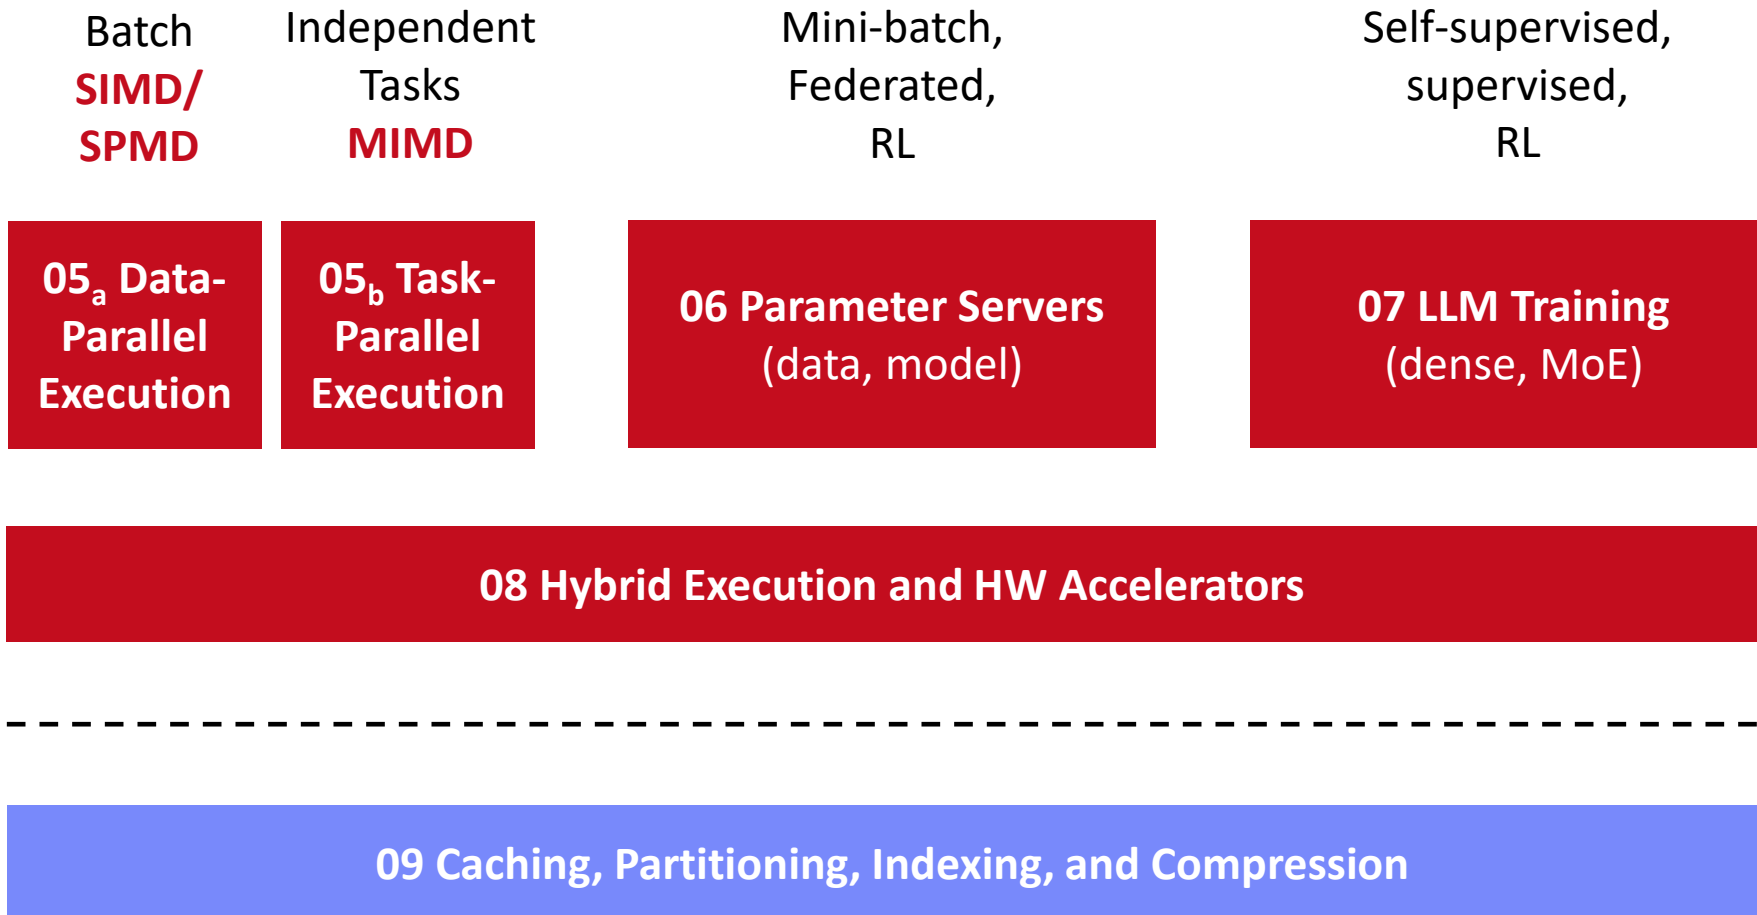 Batch
SIMD/
SPMD
Independent
Tasks
MIMD
Mini-batch,
Federated,
RL
Self-supervised,
supervised,
RL
05a Data-
Parallel
Execution
05b Task-
Parallel
Execution
06 Parameter Servers
(data, model)
07 LLM Training
(dense, MoE)
08 Hybrid Execution and HW Accelerators
09 Caching, Partitioning, Indexing, and Compression